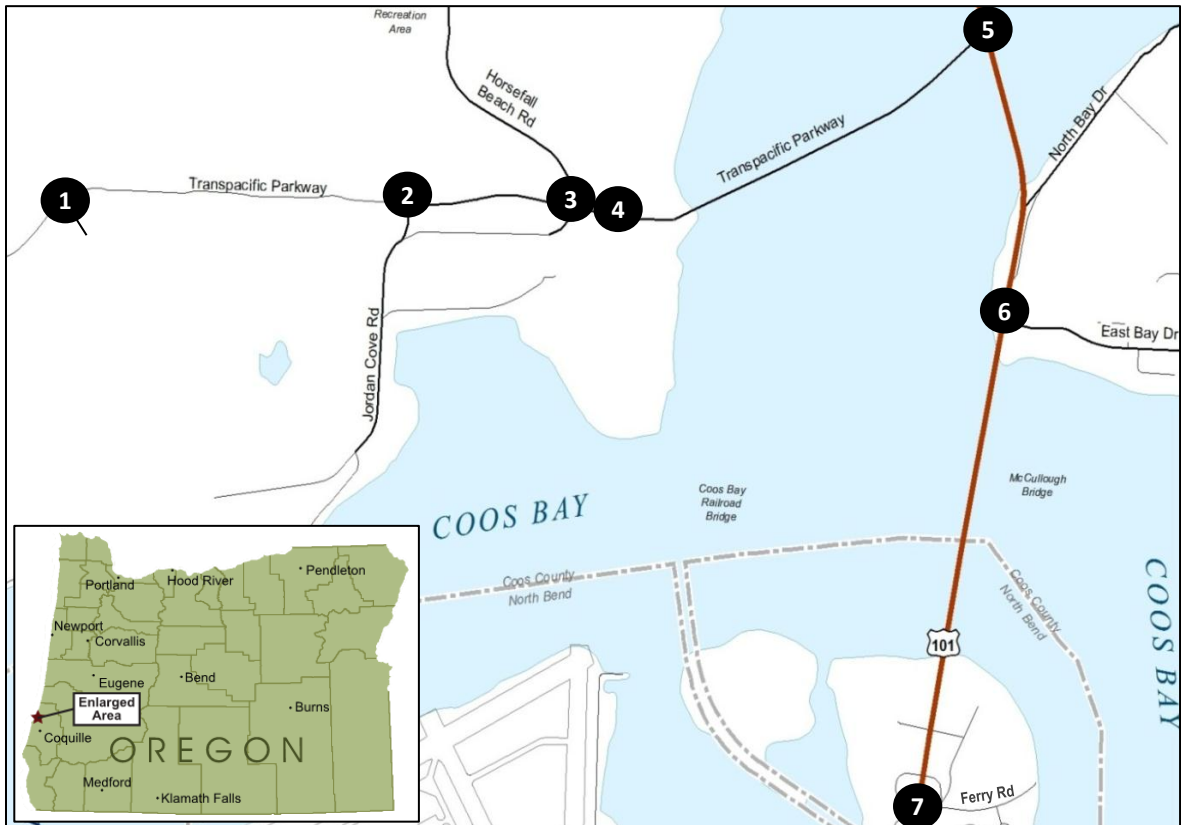 Recreation
Area
5
Horsfall
Beach Rd
North Bay Dr
Transpacific Parkway
Transpacific Parkway
1
2
3
4
6
East Bay Dr
Jordan Cove Rd
McCullough
Bridge
Coos Bay
Railroad
Bridge
COOS BAY
Coos County
North Bend
Coos County
North Bend
COOS BAY
101
Ferry Rd
7
Portland
Hood River
Pendleton
Newport
Corvallis
Eugene
Bend
Enlarged
Area
Burns
Coquille
OREGON
Medford
Klamath Falls